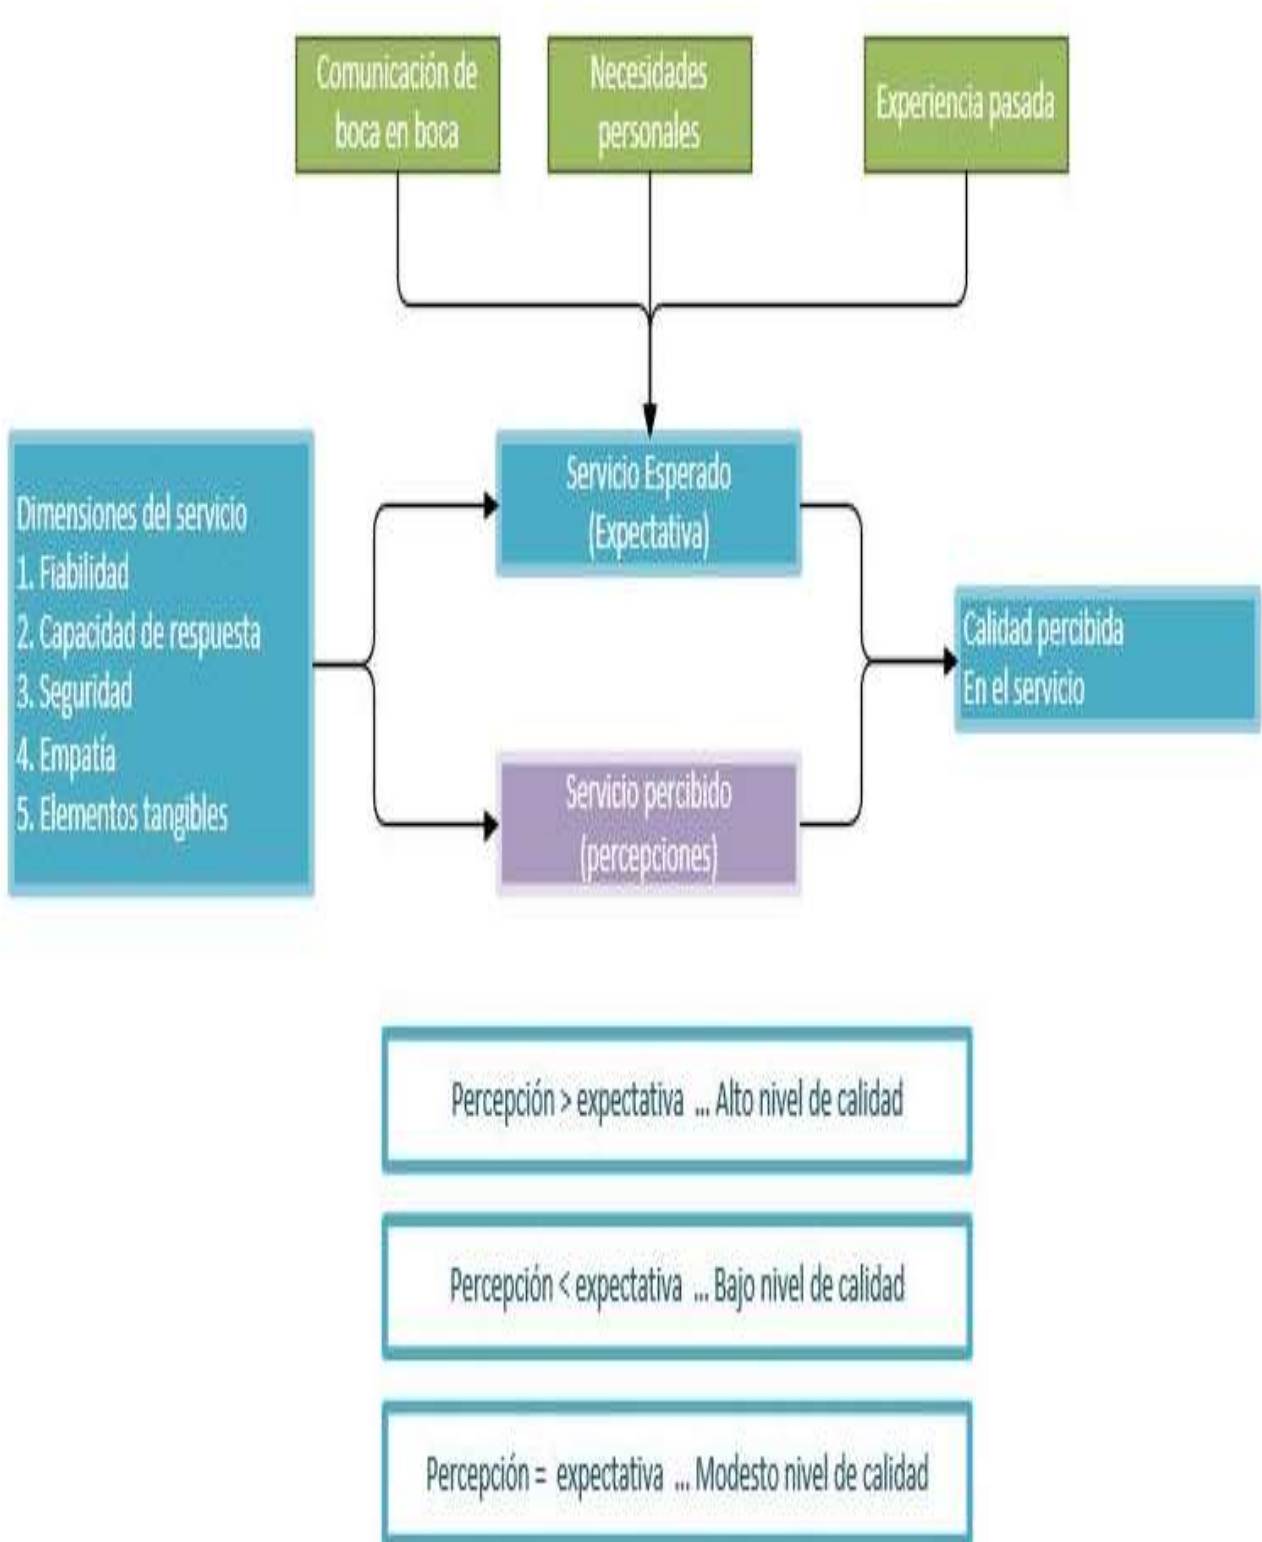 Comunicación de
boca en boca
Necesidades
personales
Experiencia pasada
Dimensiones del servicio
1. Fiabilidad
2. Capacidad de respuesta
3. Seguridad
4. Empatía
5. Elementos tangibles
Servicio Esperado
(Expectativa)
Servicio percibido
(percepciones)
Calidad percibida
En el servicio
Percepción > expectativa ... Alto nivel de calidad
Percepción < expectativa ... Bajo nivel de calidad
Percepción = expectativa ... Modesto nivel de calidad